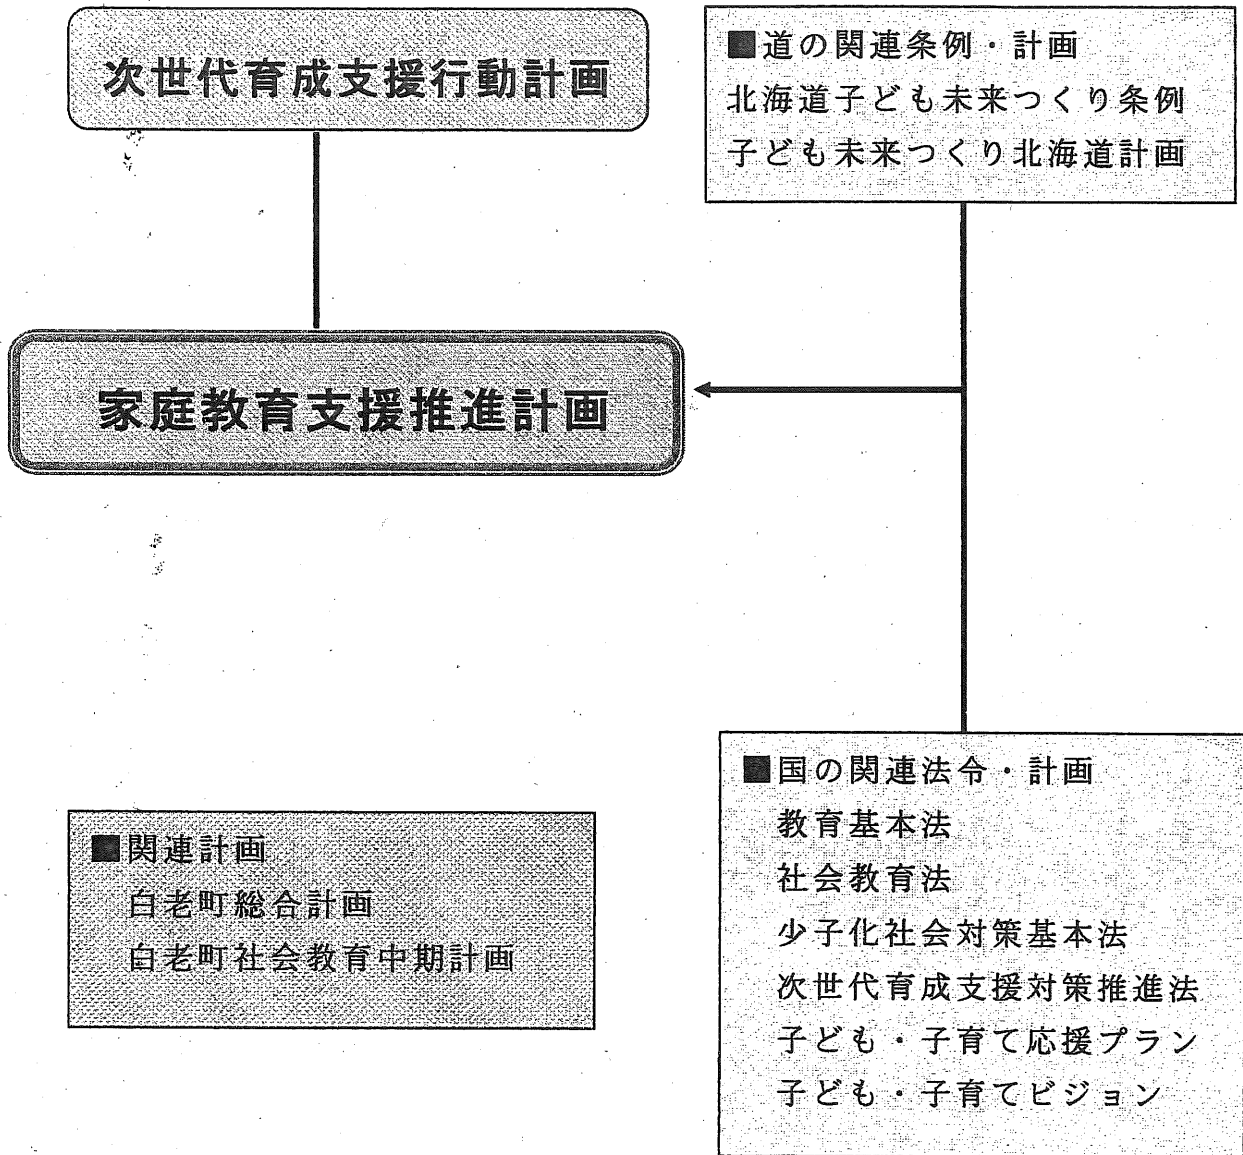 次世代育成支援行動計画
■道の関連条例・計画
北海道子ども未来つくり条例
子ども未来つくり北海道計画
家庭教育支援推進計画
■関連計画
白老町総合計画
白老町社会教育中期計画
■国の関連法令・計画
教育基本法
社会教育法
少子化社会対策基本法
次世代育成支援対策推進法
子ども・子育て応援プラン
子ども・子育てビジョン